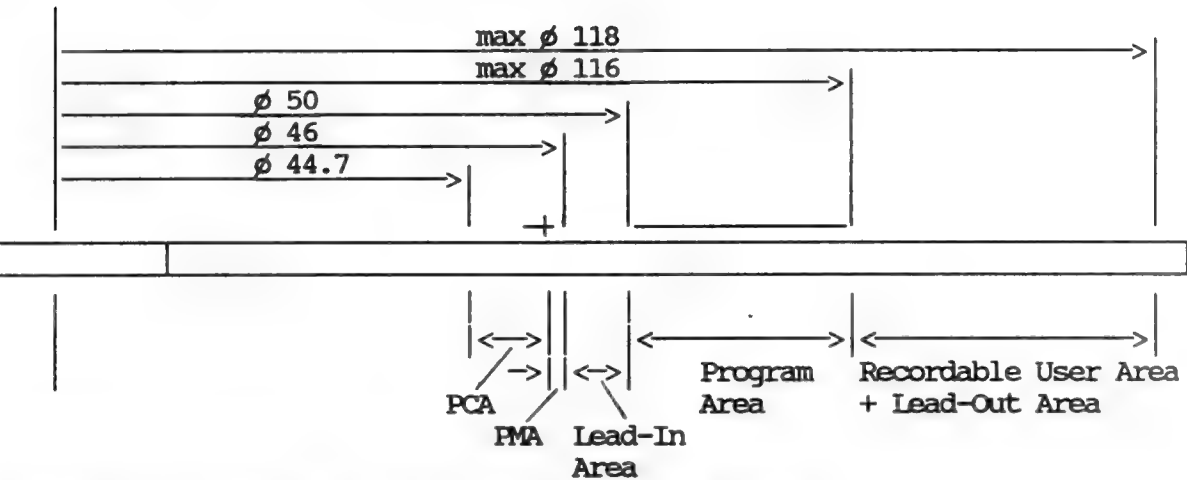 max ø 118
max ø 116
ø 50
ø 46
ø 44.7
PCA
PMA
Lead-In
Area
Program
Area
Recordable User Area
+ Lead-Out Area